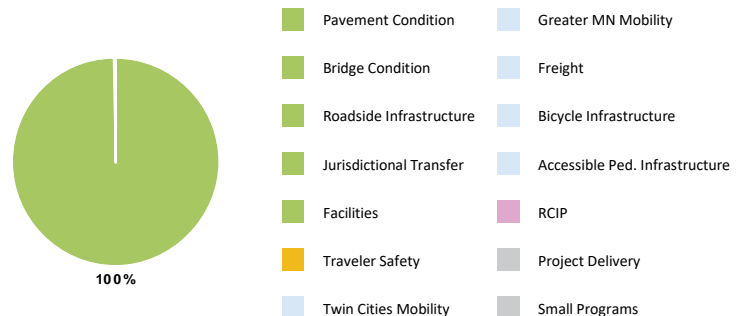 100%
Pavement Condition
Bridge Condition
Roadside Infrastructure
Jurisdictional Transfer
Facilities
Traveler Safety
Twin Cities Mobility
Greater MN Mobility
Freight
Bicycle Infrastructure
Accessible Ped. Infrastructure
RCIP
Project Delivery
Small Programs